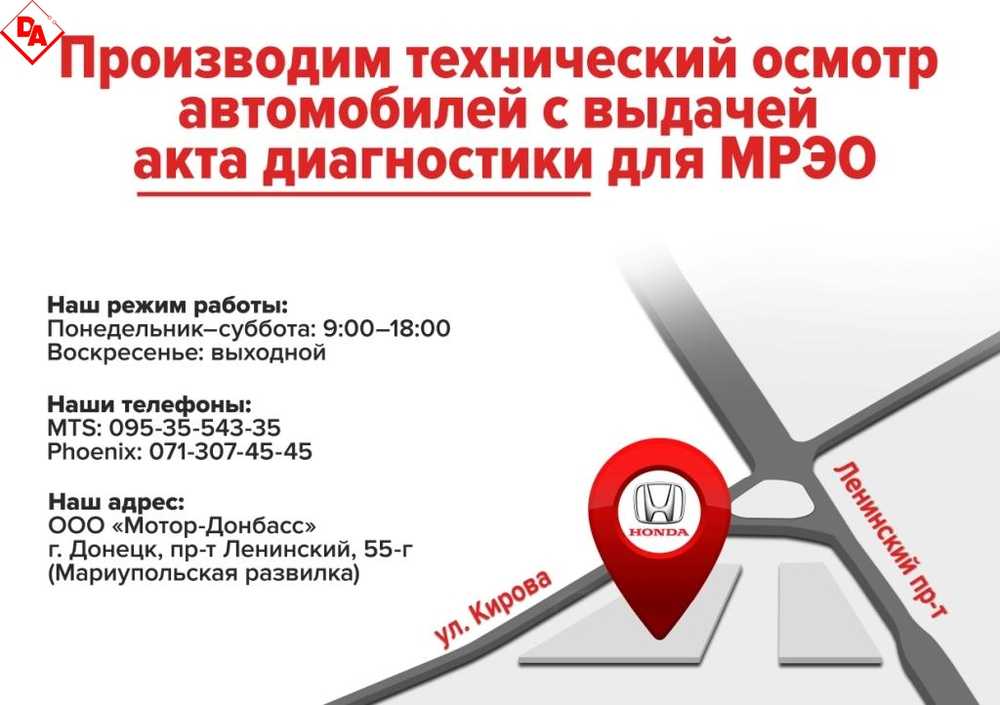 DA
Производим технический осмотр
автомобилей с выдачей
акта диагностики для МРЭО
Наш режим работы:
Понедельник–суббота: 9:00–18:00
Воскресенье: выходной
Наши телефоны:
MTS: 095-35-543-35
Phoenix: 071-307-45-45
Наш адрес:
ООО «Мотор-Донбасс»
г. Донецк, пр-т Ленинский, 55-г
(Мариупольская развилка)
HONDA
ул. Кирова
Ленинский пр-т